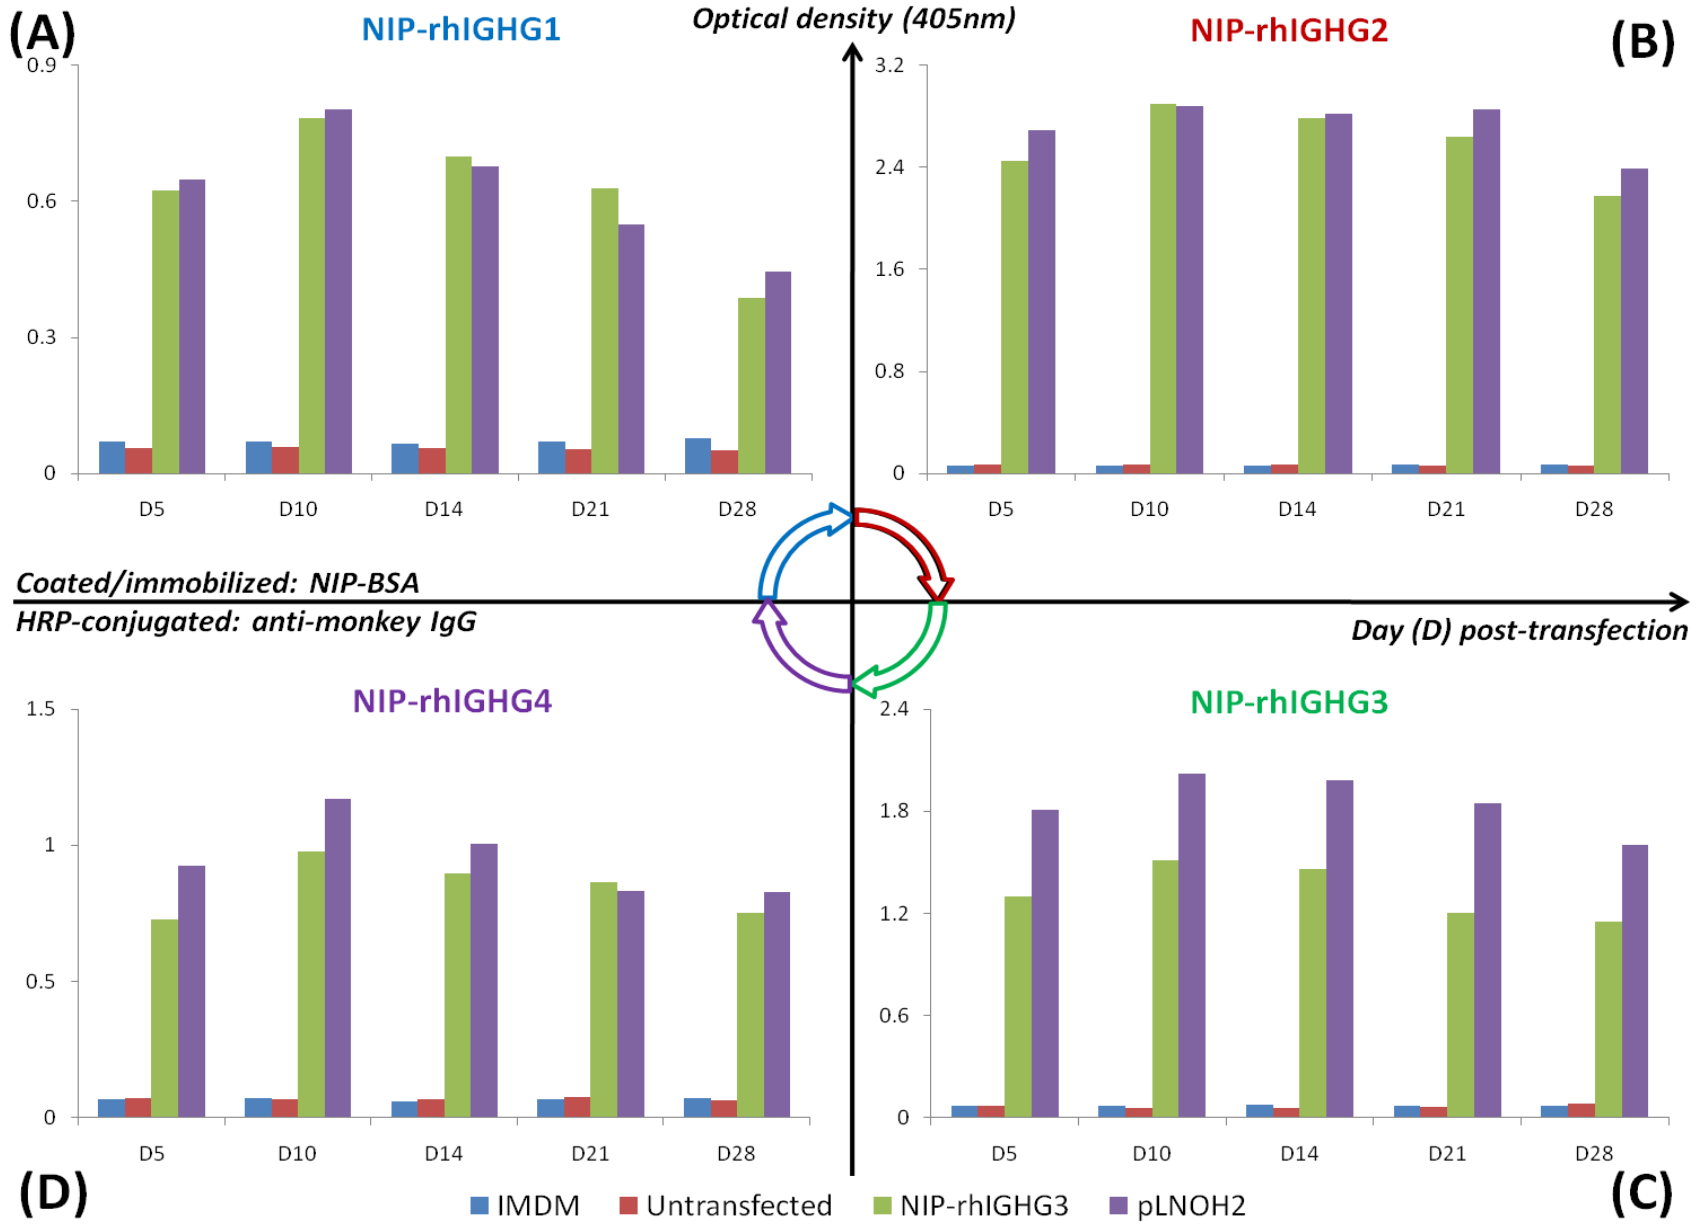 Optical density (405nm)
(A)
NIP-rhIGHG1
0.9
0.6
0.3
0
D5 D10 D14 D21 D28
NIP-rhIGHG2
(B)
3.2
2.4
1.6
0.8
0
D5 D10 D14 D21 D28
Coated/immobilized: NIP-BSA
HRP-conjugated: anti-monkey IgG
Day (D) post-transfection
NIP-rhIGHG4
1.5
1
0.5
0
D5 D10 D14 D21 D28
(D)
NIP-rhIGHG3
2.4
1.8
1.2
0.6
0
D5 D10 D14 D21 D28
(C)
IMDM Untransfected NIP-rhIGHG3 pLNOH2